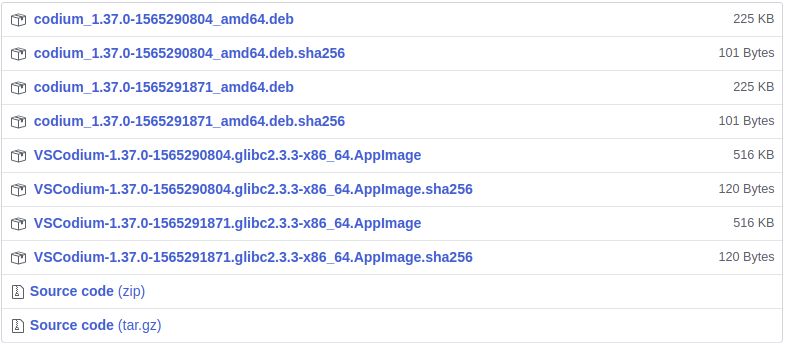 codium_1.37.0-1565290804_amd64.deb 225 KB
codium_1.37.0-1565290804_amd64.deb.sha256 101 Bytes
codium_1.37.0-1565291871_amd64.deb 225 KB
codium_1.37.0-1565291871_amd64.deb.sha256 101 Bytes
VSCodium-1.37.0-1565290804.glibc2.3.3-x86_64.AppImage 516 KB
VSCodium-1.37.0-1565290804.glibc2.3.3-x86_64.AppImage.sha256 120 Bytes
VSCodium-1.37.0-1565291871.glibc2.3.3-x86_64.AppImage 516 KB
VSCodium-1.37.0-1565291871.glibc2.3.3-x86_64.AppImage.sha256 120 Bytes
Source code (zip)
Source code (tar.gz)